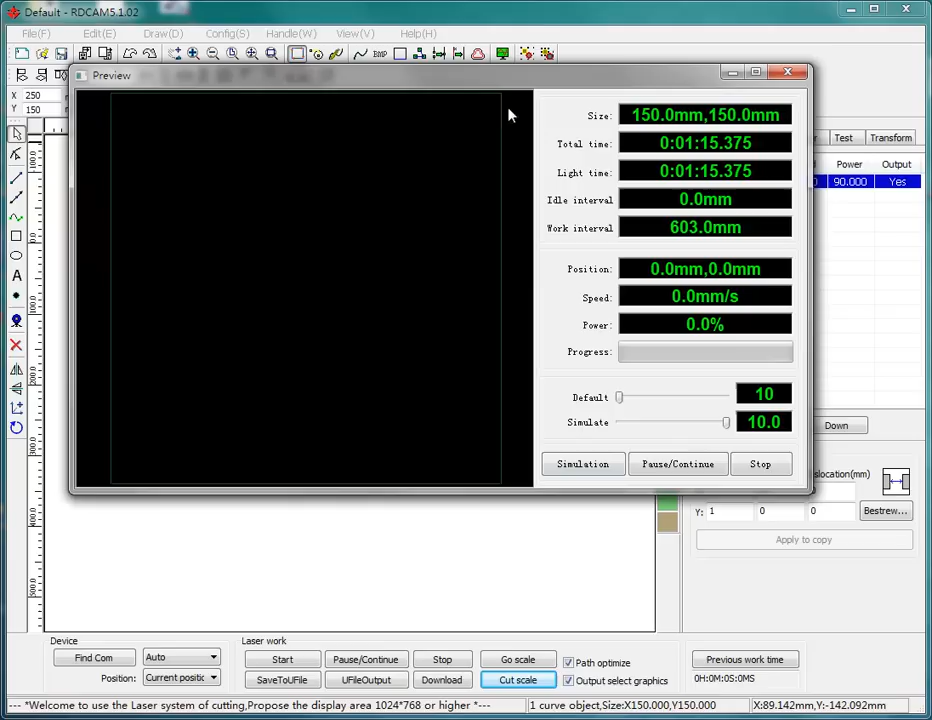 Default - RDCAM5.1.02
File(F) Edit(E) Draw(D) Config(S) Handle(W) View(V) Help(H)
BMP
Preview
X 250
Y 150
Size: 150.0mm,150.0mm
Total time: 0:01:15.375
Light time: 0:01:15.375
Idle interval 0.0mm
Work interval 603.0mm
Position: 0.0mm,0.0mm
Speed: 0.0mm/s
Power: 0.0%
Progress:
Default 10
Simulate 10.0
Simulation Pause/Continue Stop
Test Transform
Power Output
90.000 Yes
Down
slocation(mm)
Y: 1 0 0 Bestrew...
Apply to copy
Device
Find Com Auto
Position: Current positic
Laser work
Start Pause/Continue Stop Go scale Path optimize
SaveToUFile UFileOutput Download Cut scale Output select graphics
Previous work time
0H:0M:0S:0MS
*Welcome to use the Laser system of cutting,Propose the display area 1024*768 or higher *---
1 curve object,Size:X150.000,Y150.000
X:89.142mm,Y:-142.092mm